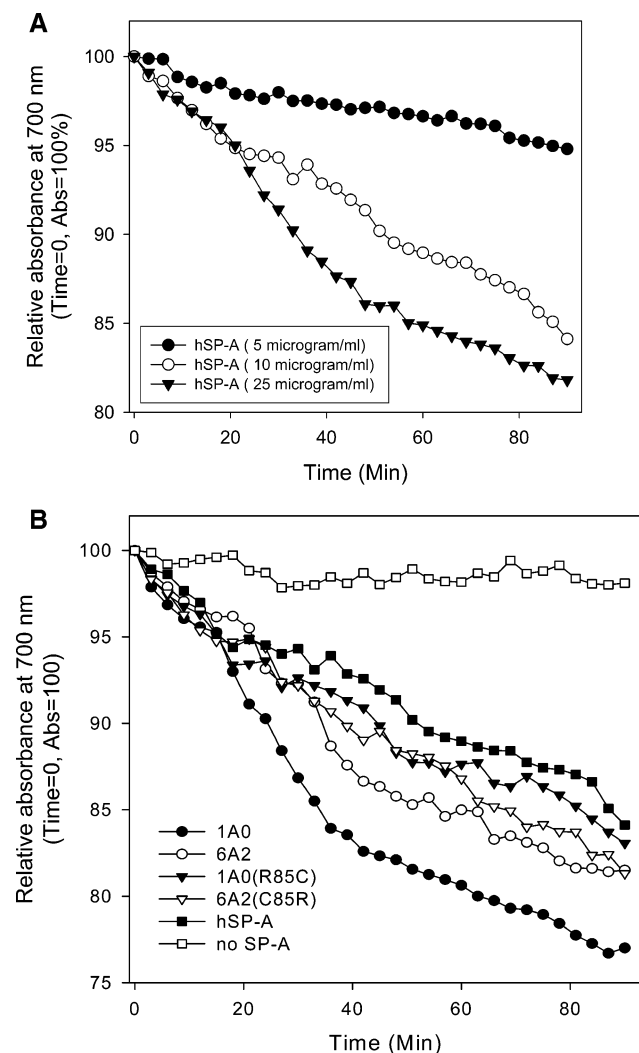 A
Relative absorbance at 700 nm
(Time=0, Abs=100%)
100
95
90
85
80
hSP-A ( 5 microgram/ml)
hSP-A ( 10 microgram/ml)
hSP-A ( 25 microgram/ml)
0 20 40 60 80
Time (Min)
B
Relative absorbance at 700 nm
(Time=0, Abs=100)
100
95
90
85
80
75
1A0
6A2
1A0(R85C)
6A2(C85R)
hSP-A
no SP-A
0 20 40 60 80
Time (Min)